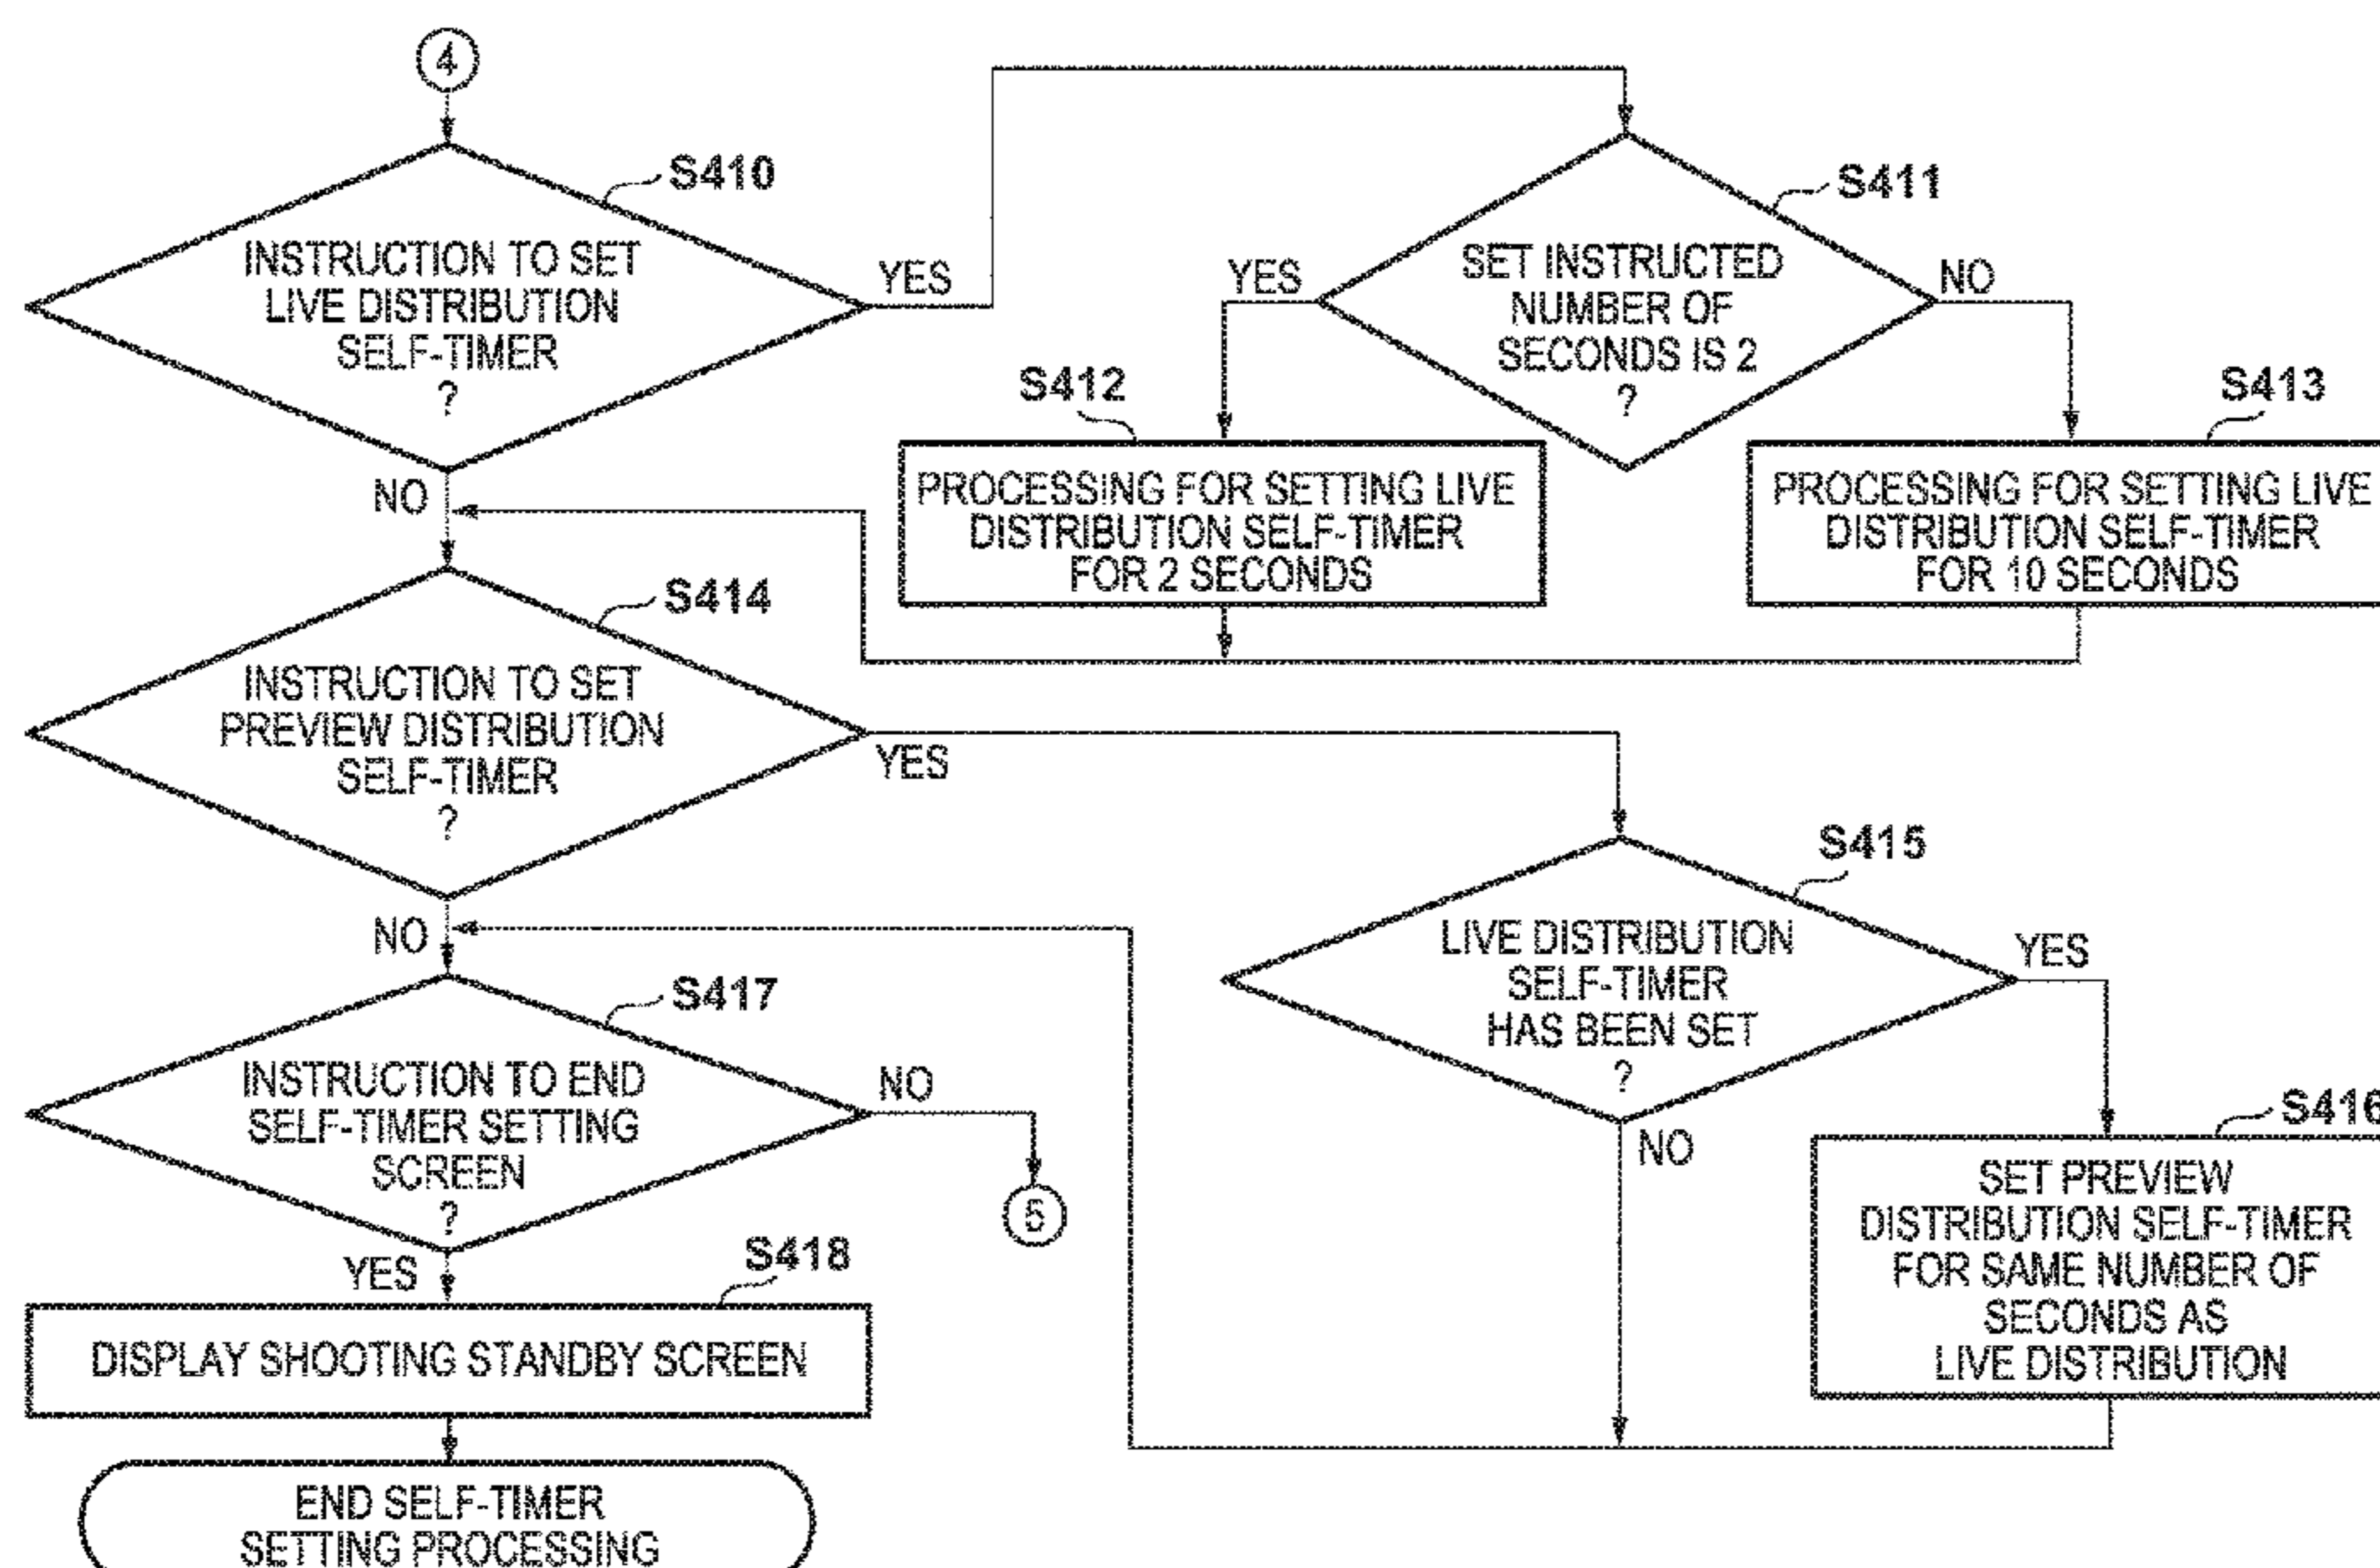 4
S410
INSTRUCTION TO SET
LIVE DISTRIBUTION
SELF-TIMER
?
YES
NO
S411
SET INSTRUCTED
NUMBER OF
SECONDS IS 2
?
YES
NO
S412
PROCESSING FOR SETTING LIVE
DISTRIBUTION SELF-TIMER
FOR 2 SECONDS
S413
PROCESSING FOR SETTING LIVE
DISTRIBUTION SELF-TIMER
FOR 10 SECONDS
S414
INSTRUCTION TO SET
PREVIEW DISTRIBUTION
SELF-TIMER
?
YES
NO
S415
LIVE DISTRIBUTION
SELF-TIMER
HAS BEEN SET
?
YES
NO
S416
SET PREVIEW
DISTRIBUTION SELF-TIMER
FOR SAME NUMBER OF
SECONDS AS
LIVE DISTRIBUTION
S417
INSTRUCTION TO END
SELF-TIMER SETTING
SCREEN
?
NO
YES
S418
DISPLAY SHOOTING STANDBY SCREEN
END SELF-TIMER
SETTING PROCESSING